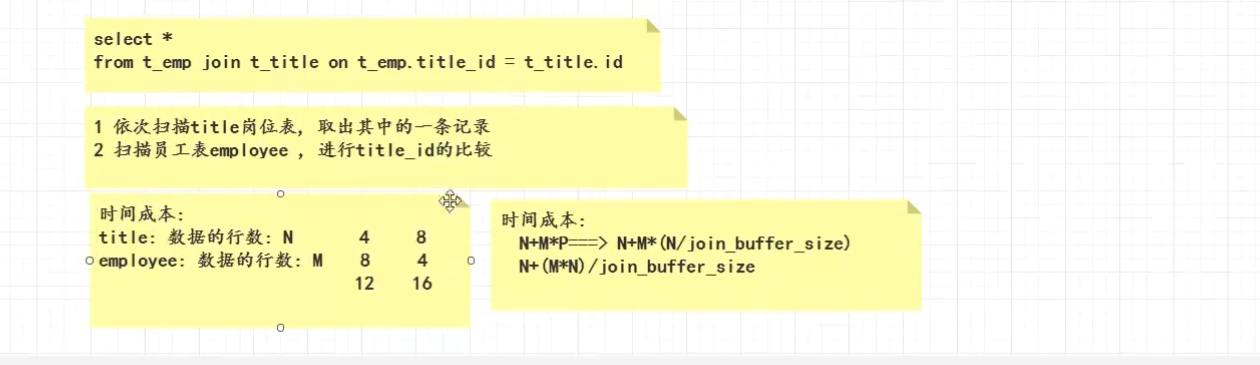 select *
from t_emp join t_title on t_emp.title_id = t_title.id
1 依次扫描title岗位表, 取出其中的一条记录
2 扫描员工表employee , 进行title_id的比较
时间成本:
title: 数据的行数: N 4 8
employee: 数据的行数: M 8 4
12 16
时间成本:
N+M*P===> N+M*(N/join_buffer_size)
N+(M*N)/join_buffer_size